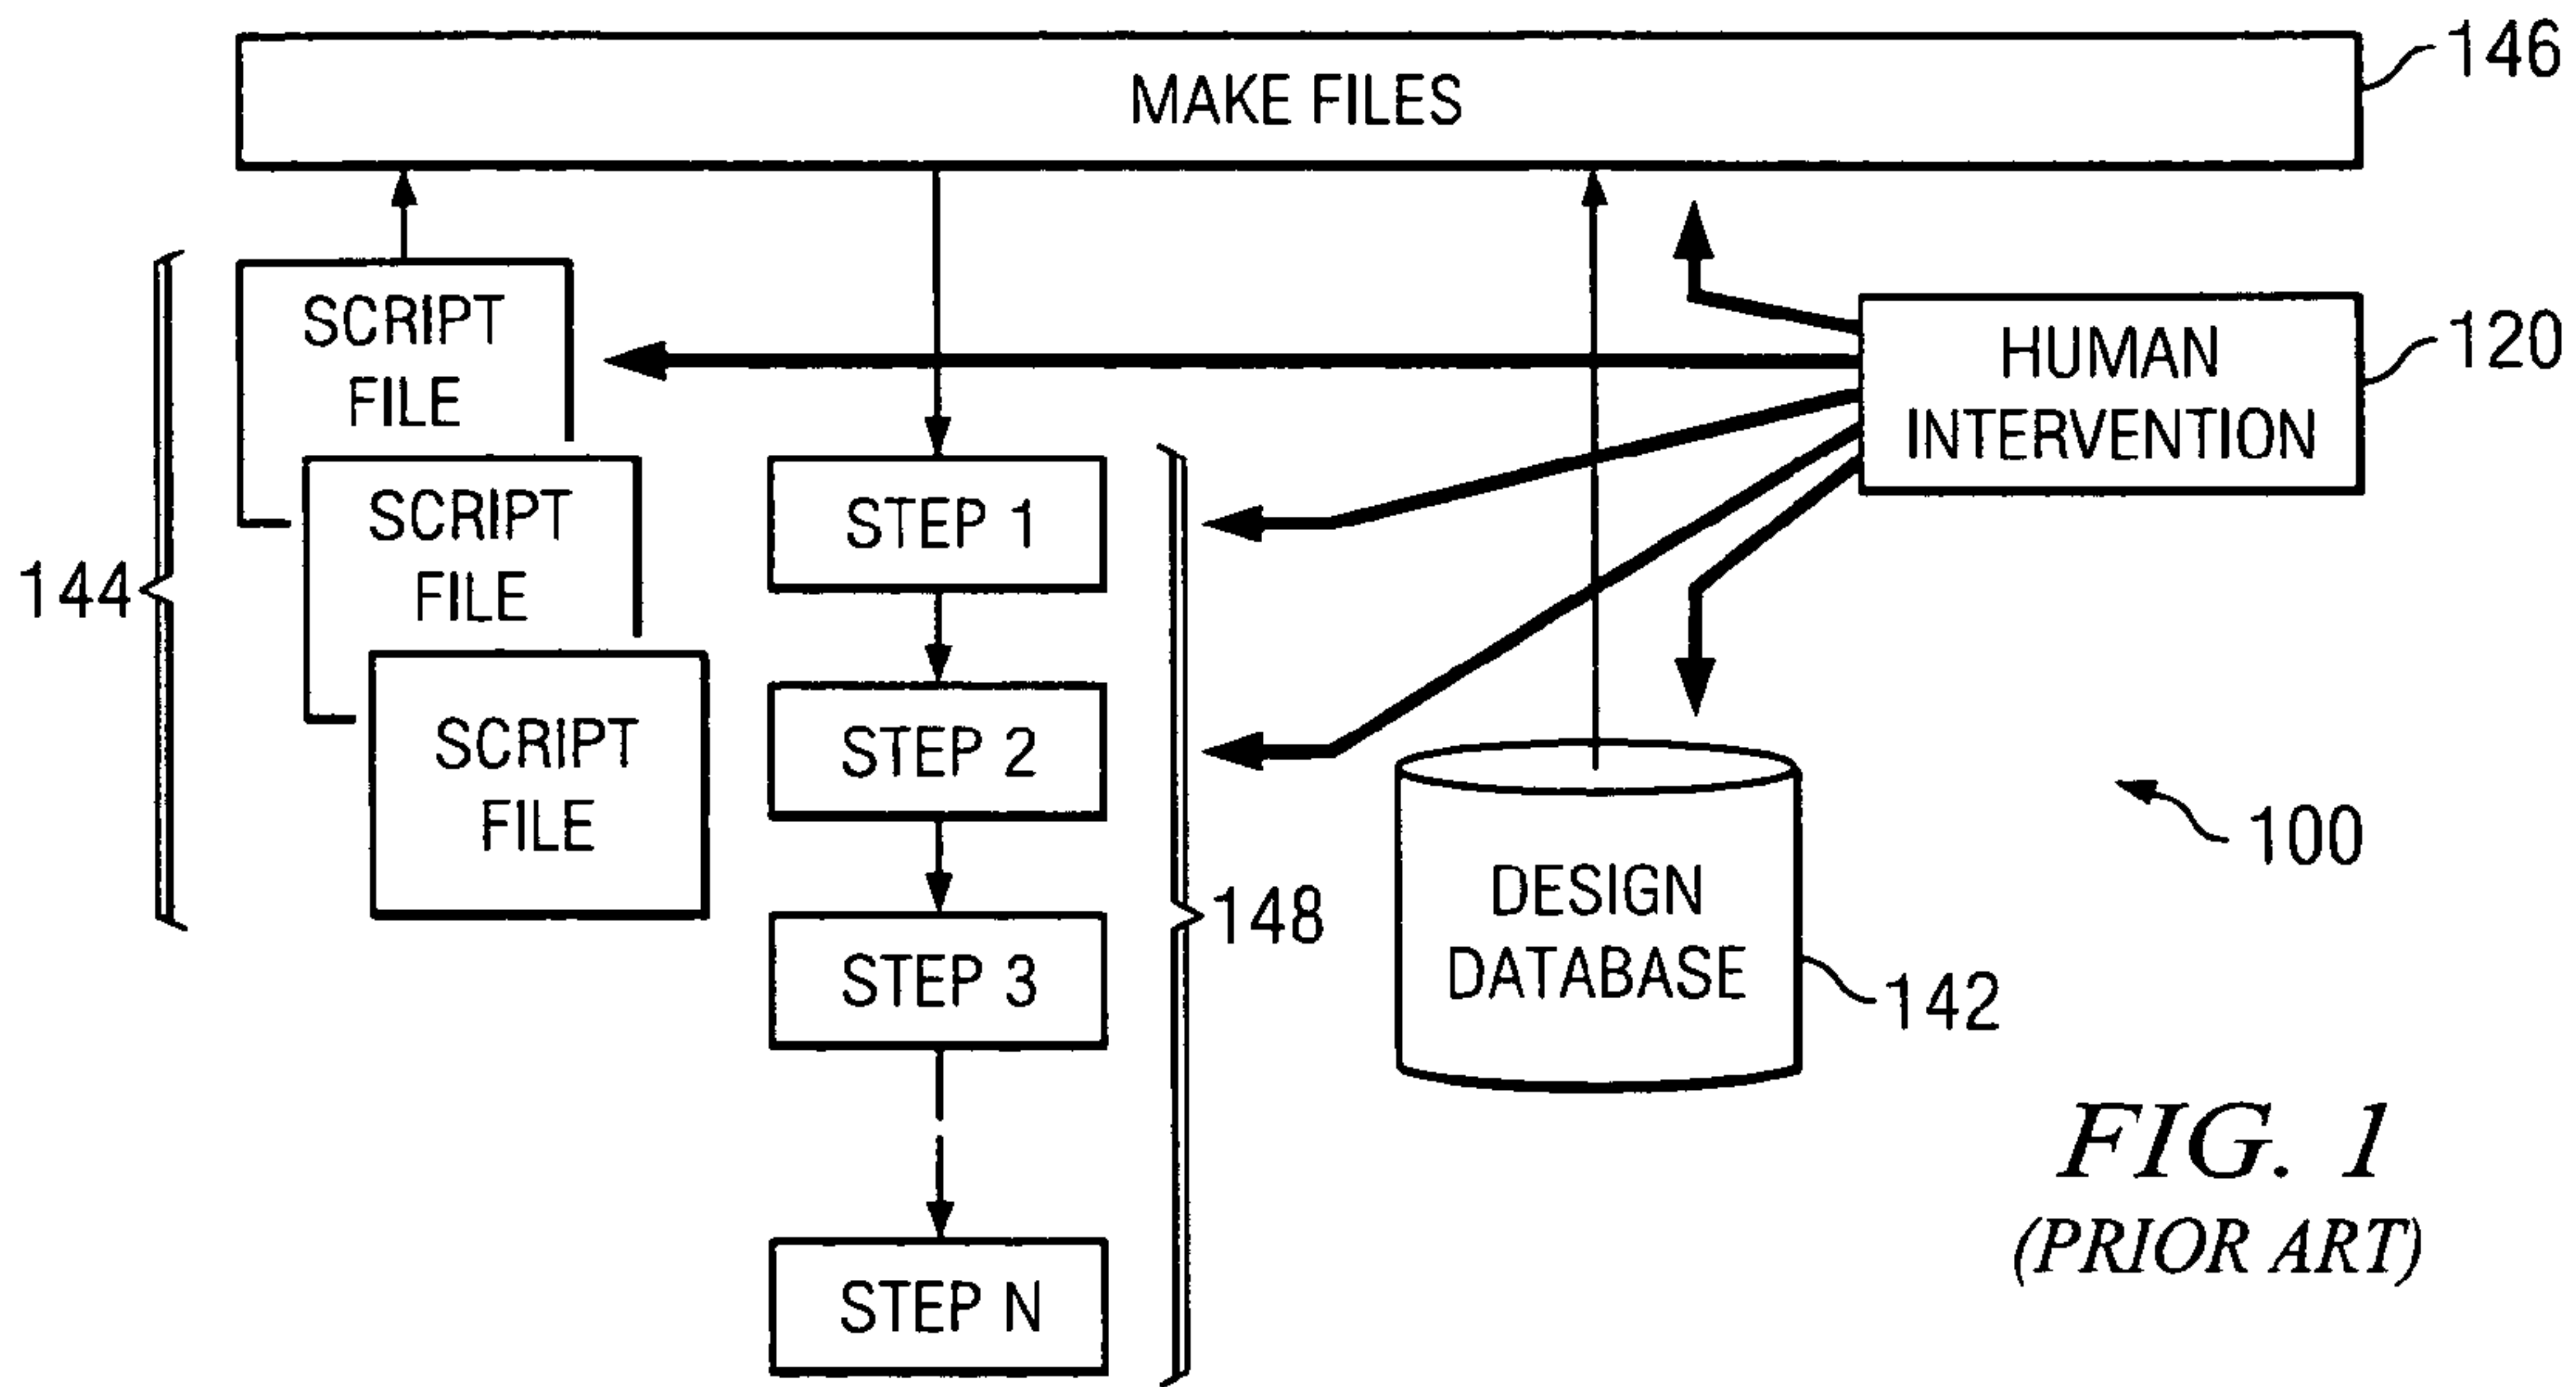 MAKE FILES
146
SCRIPT
FILE
SCRIPT
FILE
SCRIPT
FILE
144
STEP 1
STEP 2
STEP 3
STEP N
148
HUMAN
INTERVENTION
120
DESIGN
DATABASE
142
100
FIG. 1
(PRIOR ART)